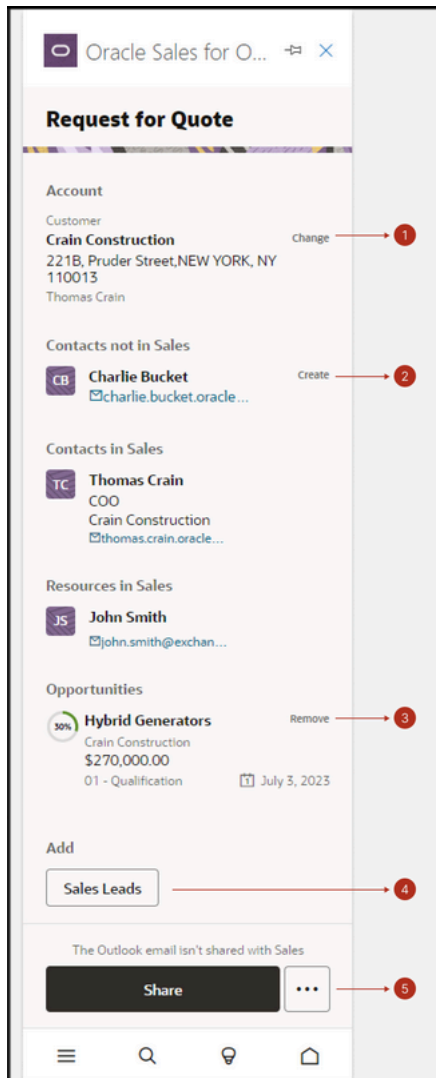 Oracle Sales for O...
Request for Quote
Account
Customer
Crain Construction
Change
1
221B, Pruder Street,NEW YORK, NY
110013
Thomas Crain
Contacts not in Sales
CB
Charlie Bucket
Create
2
charlie.bucket.oracle...
Contacts in Sales
TC
Thomas Crain
COO
Crain Construction
thomas.crain.oracle...
Resources in Sales
JS
John Smith
john.smith@exchan...
Opportunities
30%
Hybrid Generators
Remove
3
Crain Construction
$270,000.00
01 - Qualification
1 July 3, 2023
Add
Sales Leads
4
The Outlook email isn't shared with Sales
Share
...
5